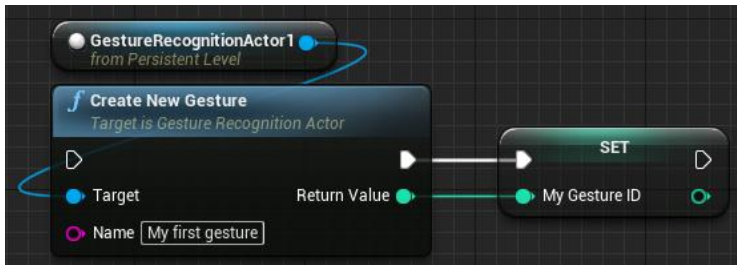 GestureRecognitionActor1
from Persistent Level
f Create New Gesture
Target is Gesture Recognition Actor
Target
Return Value
Name My first gesture
SET
My Gesture ID